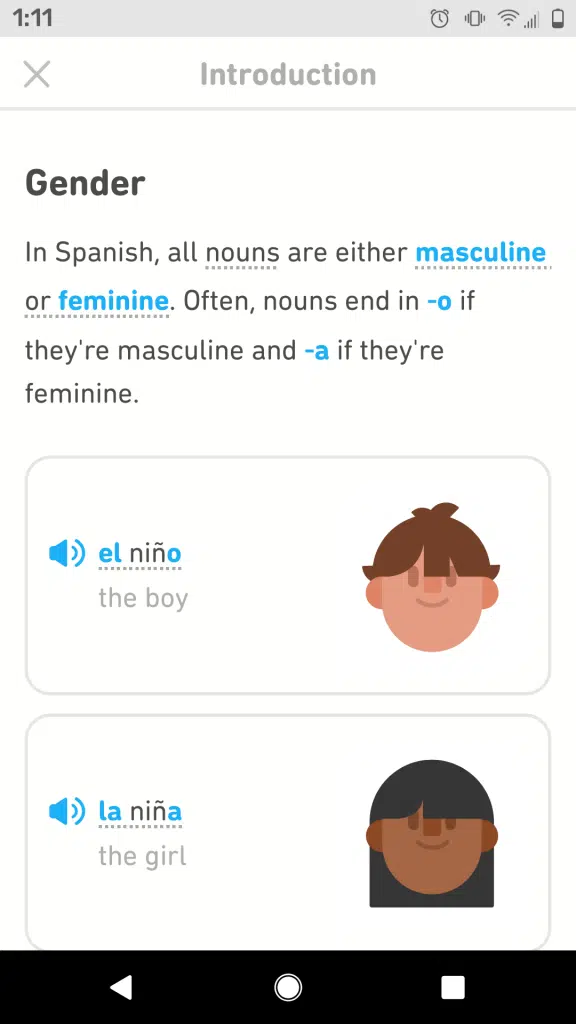 1:11
Introduction
Gender
In Spanish, all nouns are either masculine
or feminine. Often, nouns end in -o if
they're masculine and -a if they're
feminine.
el niño
the boy
la niña
the girl